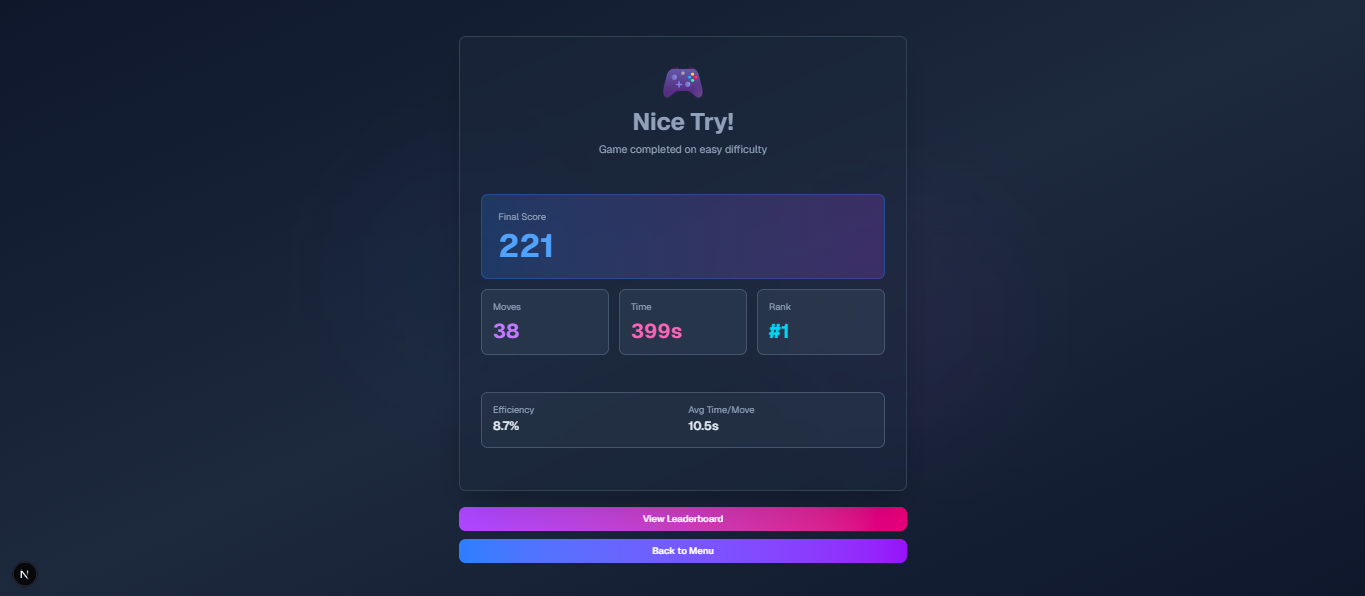 Nice Try!
Game completed on easy difficulty
Final Score
221
Moves
38
Time
399s
Rank
#1
Efficiency
8.7%
Avg Time/Move
10.5s
View Leaderboard
Back to Menu
N